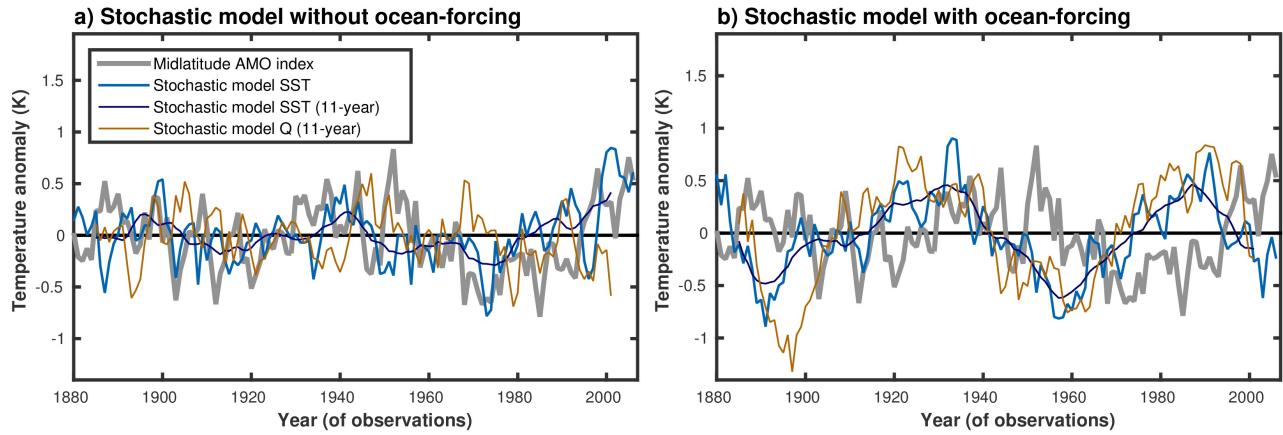 a) Stochastic model without ocean-forcing
Midlatitude AMO index
Stochastic model SST
Stochastic model SST (11-year)
Stochastic model Q (11-year)
Temperature anomaly (K)
1.5
1
0.5
0
-0.5
-1
1880 1900 1920 1940 1960 1980 2000
Year (of observations)
b) Stochastic model with ocean-forcing
Temperature anomaly (K)
1.5
1
0.5
0
-0.5
-1
1880 1900 1920 1940 1960 1980 2000
Year (of observations)